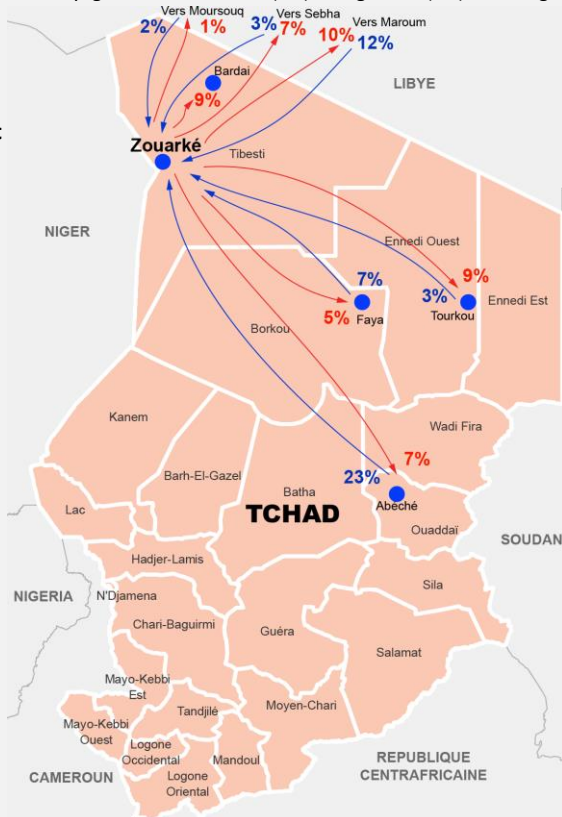 Vers Moursouq
Vers Sebha
Vers Maroum
2%
1%
3%
7%
10%
12%
Bardai
9%
LIBYE
Zouarké
Tibesti
NIGER
Ennedi Ouest
7%
9%
3%
Ennedi Est
5%
Faya
Tourkou
Borkou
Kanem
Wadi Fira
Barh-El-Gazel
7%
23%
Batha
Abéché
Lac
TCHAD
Ouaddaï
SOUDAN
Hadjer-Lamis
Sila
NIGERIA
N'Djamena
Chari-Baguirmi
Guéra
Salamat
Mayo-Kebbi
Est
Moyen-Chari
Tandjilé
Mayo-Kebbi
Ouest
Logone
Occidental
Mandoul
REPUBLIQUE
CENTRAFRICAINE
CAMEROUN
Logone
Oriental